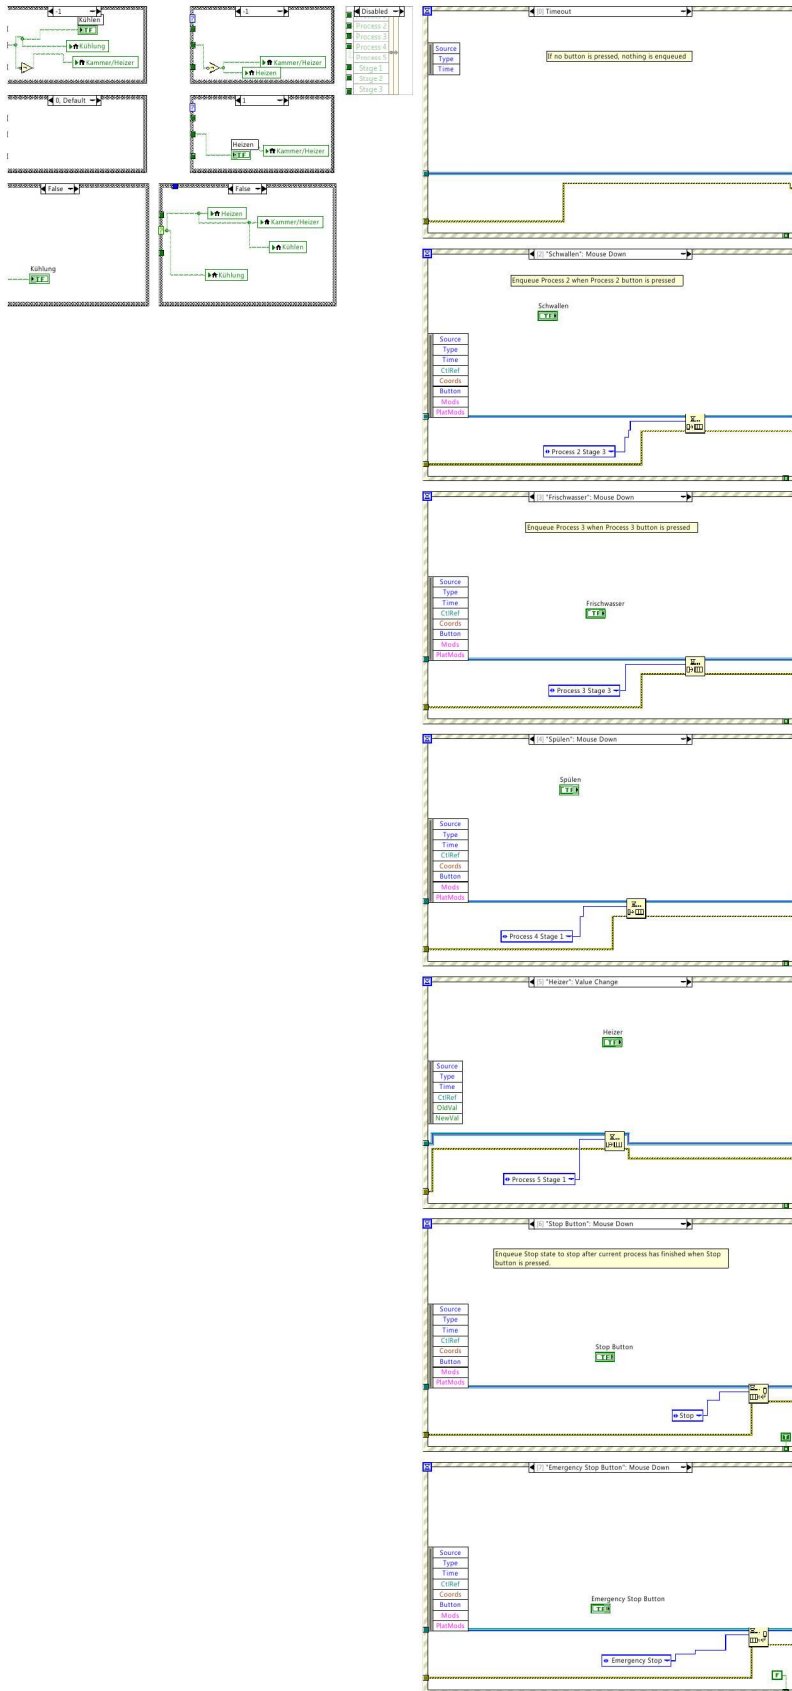 -1
Kühlen
TF
Kühlung
Kammer/Heizer
-1
Kammer/Heizer
Heizen
Disabled
Process 2
Process 3
Process 4
Process 5
Stage 1
Stage 2
Stage 3
0, Default
1
Heizen
TF
Kammer/Heizer
False
Kühlung
TF
False
Heizen
Kammer/Heizer
Kühlen
Kühlung
[0] Timeout
Source
Type
Time
If no button is pressed, nothing is enqueued
[2] "Schwallen": Mouse Down
Enqueue Process 2 when Process 2 button is pressed
Schwallen
TF
Source
Type
Time
CtlRef
Coords
Button
Mods
PlatMods
Process 2 Stage 3
[3] "Frischwasser": Mouse Down
Enqueue Process 3 when Process 3 button is pressed
Source
Type
Time
CtlRef
Coords
Button
Mods
PlatMods
Frischwasser
TF
Process 3 Stage 3
[4] "Spülen": Mouse Down
Spülen
TF
Source
Type
Time
CtlRef
Coords
Button
Mods
PlatMods
Process 4 Stage 1
[5] "Heizer": Value Change
Heizer
TF
Source
Type
Time
CtlRef
OldVal
NewVal
Process 5 Stage 1
[6] "Stop Button": Mouse Down
Enqueue Stop state to stop after current process has finished when Stop
button is pressed.
Source
Type
Time
CtlRef
Coords
Button
Mods
PlatMods
Stop Button
TF
Stop
[7] "Emergency Stop Button": Mouse Down
Source
Type
Time
CtlRef
Coords
Button
Mods
PlatMods
Emergency Stop Button
TF
Emergency Stop
F